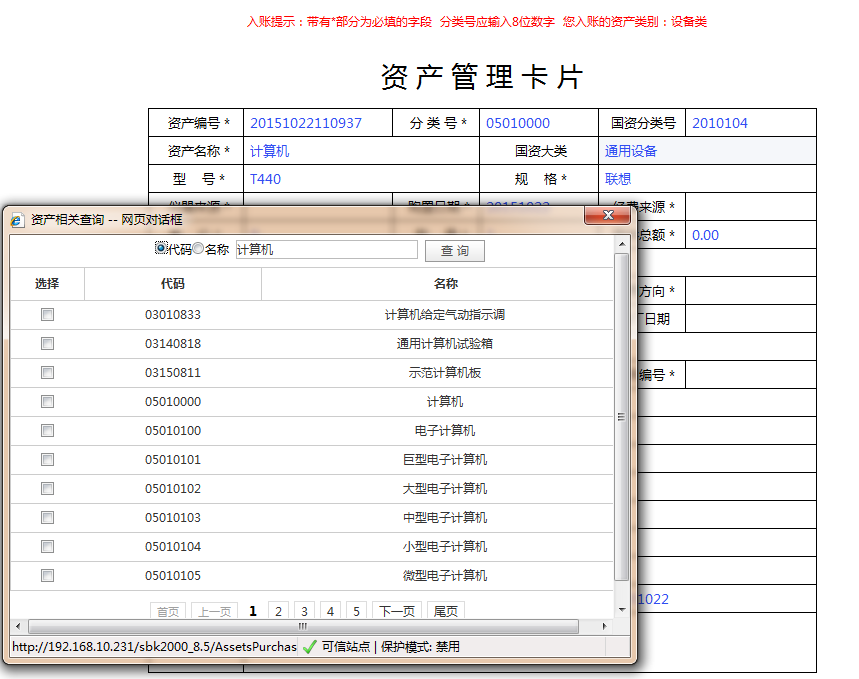 入账提示：带有*部分为必填的字段 分类号应输入8位数字 您入账的资产类别：设备类
资产管理卡片
资产编号 * 20151022110937 分 类 号 * 05010000 国资分类号 2010104
资产名称 * 计算机 国资大类 通用设备
型 号 * T440 规 格 * 联想
仪器来源 * 购置日期 * 20151022 经费来源 *
总额 * 0.00
方向 *
日期
编号 *
1022
资产相关查询 -- 网页对话框
代码 名称 计算机 查 询
选择 代码 名称
03010833 计算机给定气动指示调
03140818 通用计算机试验箱
03150811 示范计算机板
05010000 计算机
05010100 电子计算机
05010101 巨型电子计算机
05010102 大型电子计算机
05010103 中型电子计算机
05010104 小型电子计算机
05010105 微型电子计算机
首页 上一页 1 2 3 4 5 下一页 尾页
http://192.168.10.231/sbk2000_8.5/AssetsPurchas 可信站点 | 保护模式: 禁用